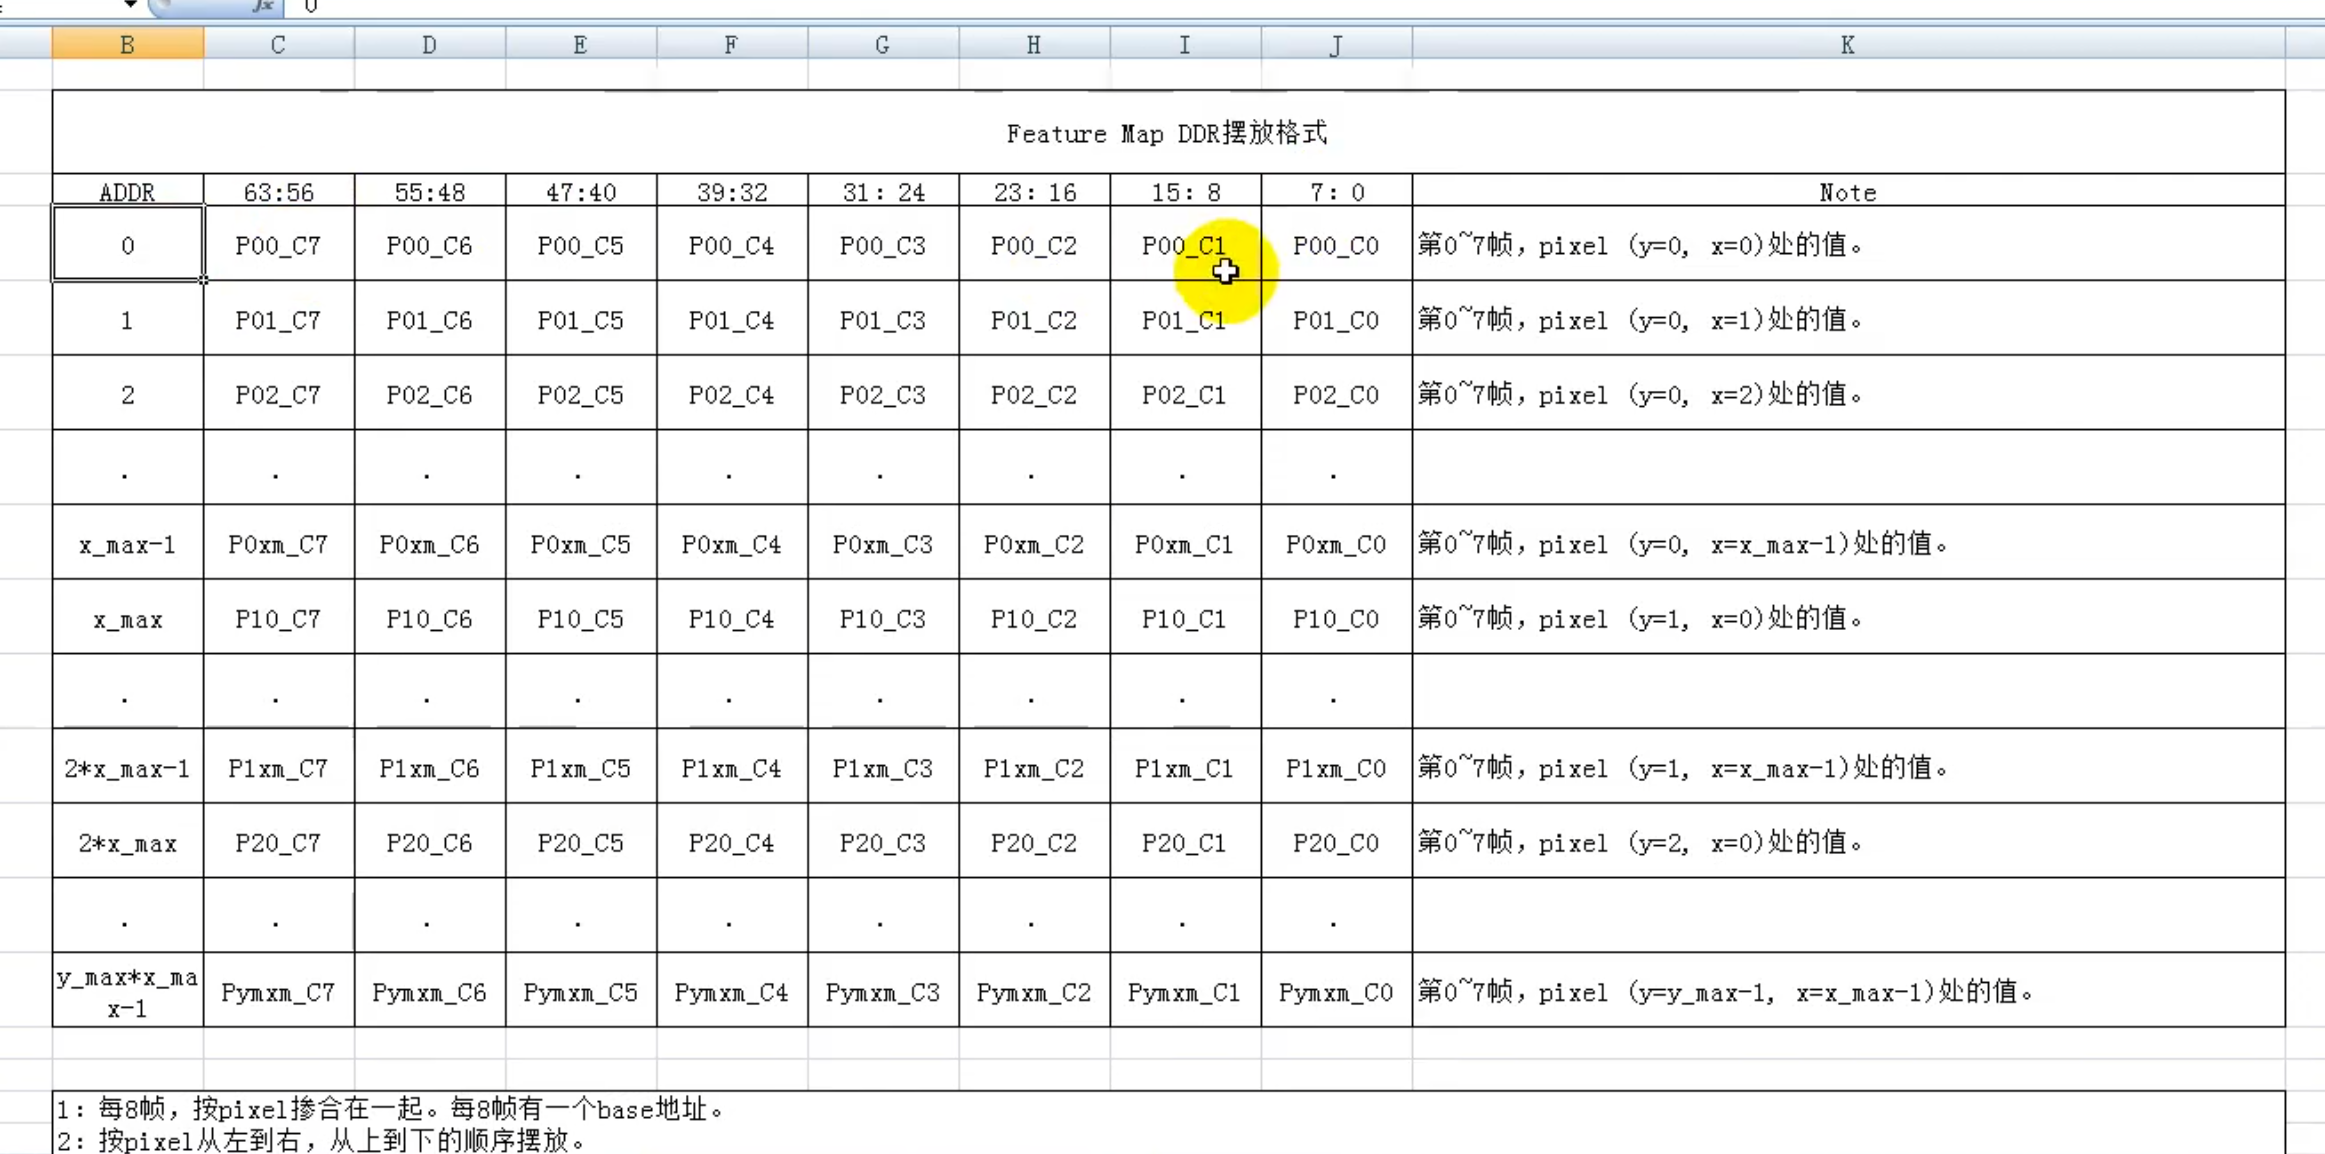 fx 0
B C D E F G H I J K
Feature Map DDR摆放格式
ADDR 63:56 55:48 47:40 39:32 31: 24 23: 16 15: 8 7: 0 Note
0 P00_C7 P00_C6 P00_C5 P00_C4 P00_C3 P00_C2 P00_C1 P00_C0 第0~7帧，pixel (y=0, x=0)处的值。
1 P01_C7 P01_C6 P01_C5 P01_C4 P01_C3 P01_C2 P01_C1 P01_C0 第0~7帧，pixel (y=0, x=1)处的值。
2 P02_C7 P02_C6 P02_C5 P02_C4 P02_C3 P02_C2 P02_C1 P02_C0 第0~7帧，pixel (y=0, x=2)处的值。
. . . . . . . . .
x_max-1 P0xm_C7 P0xm_C6 P0xm_C5 P0xm_C4 P0xm_C3 P0xm_C2 P0xm_C1 P0xm_C0 第0~7帧，pixel (y=0, x=x_max-1)处的值。
x_max P10_C7 P10_C6 P10_C5 P10_C4 P10_C3 P10_C2 P10_C1 P10_C0 第0~7帧，pixel (y=1, x=0)处的值。
. . . . . . . . .
2*x_max-1 P1xm_C7 P1xm_C6 P1xm_C5 P1xm_C4 P1xm_C3 P1xm_C2 P1xm_C1 P1xm_C0 第0~7帧，pixel (y=1, x=x_max-1)处的值。
2*x_max P20_C7 P20_C6 P20_C5 P20_C4 P20_C3 P20_C2 P20_C1 P20_C0 第0~7帧，pixel (y=2, x=0)处的值。
. . . . . . . . .
y_max*x_ma
x-1 Pymxm_C7 Pymxm_C6 Pymxm_C5 Pymxm_C4 Pymxm_C3 Pymxm_C2 Pymxm_C1 Pymxm_C0 第0~7帧，pixel (y=y_max-1, x=x_max-1)处的值。
1: 每8帧，按pixel掺合在一起。每8帧有一个base地址。
2: 按pixel从左到右，从上到下的顺序摆放。